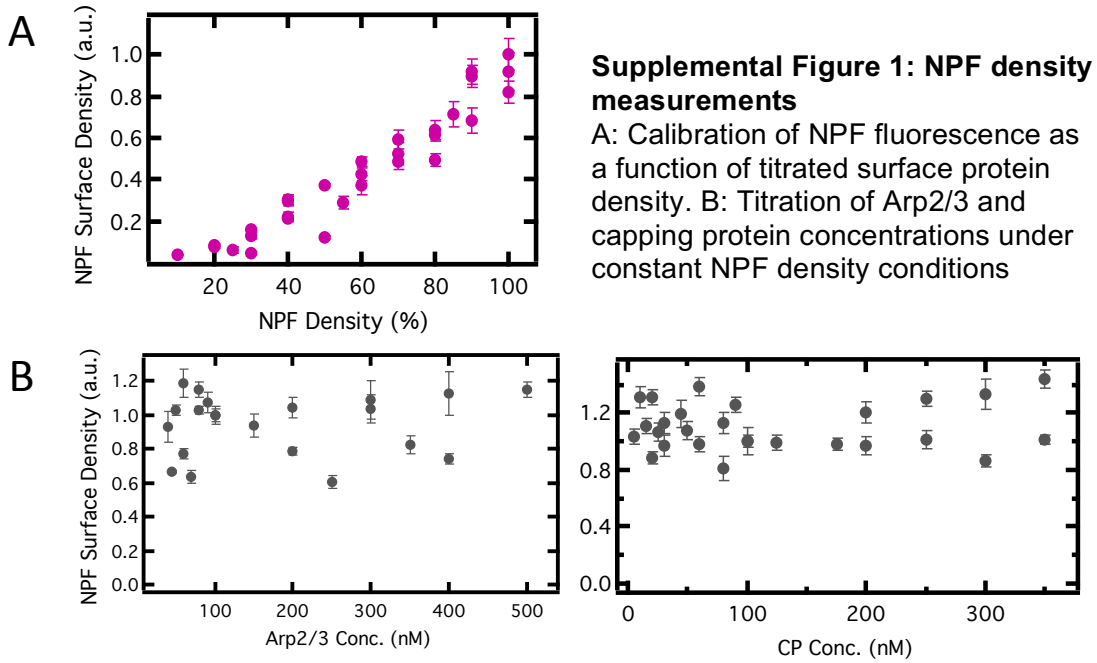 A
NPF Surface Density (a.u.)
1.0
0.8
0.6
0.4
0.2
20 40 60 80 100
NPF Density (%)
Supplemental Figure 1: NPF density
measurements
A: Calibration of NPF fluorescence as
a function of titrated surface protein
density. B: Titration of Arp2/3 and
capping protein concentrations under
constant NPF density conditions
B
NPF Surface Density (a.u.)
1.2
1.0
0.8
0.6
0.4
0.2
0.0
100 200 300 400 500
Arp2/3 Conc. (nM)
1.2
0.8
0.4
0.0
0 100 200 300
CP Conc. (nM)